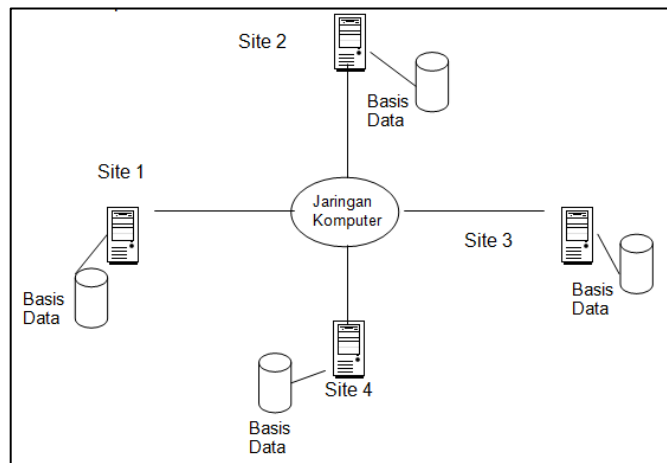 Site 2
Basis
Data
Site 1
Jaringan
Komputer
Site 3
Basis
Data
Basis
Data
Site 4
Basis
Data